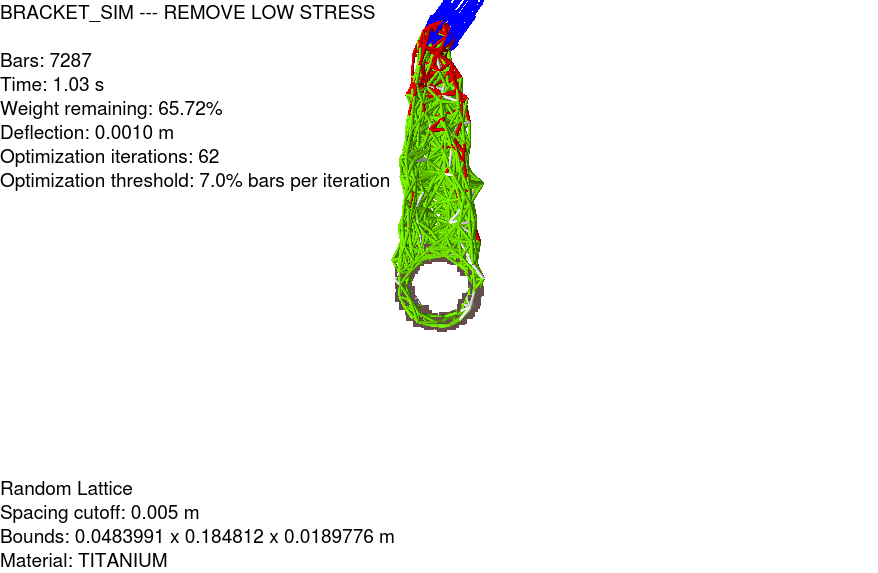 BRACKET_SIM --- REMOVE LOW STRESS
Bars: 7287
Time: 1.03 s
Weight remaining: 65.72%
Deflection: 0.0010 m
Optimization iterations: 62
Optimization threshold: 7.0% bars per iteration
Random Lattice
Spacing cutoff: 0.005 m
Bounds: 0.0483991 x 0.184812 x 0.0189776 m
Material: TITANIUM